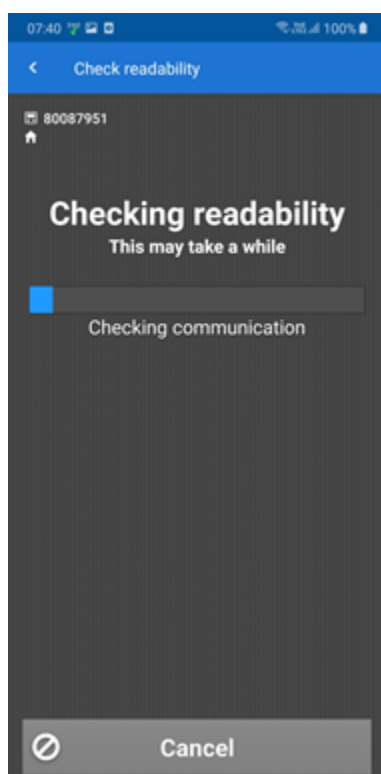 07:40 100%
Check readability
80087951
Checking readability
This may take a while
Checking communication
Cancel